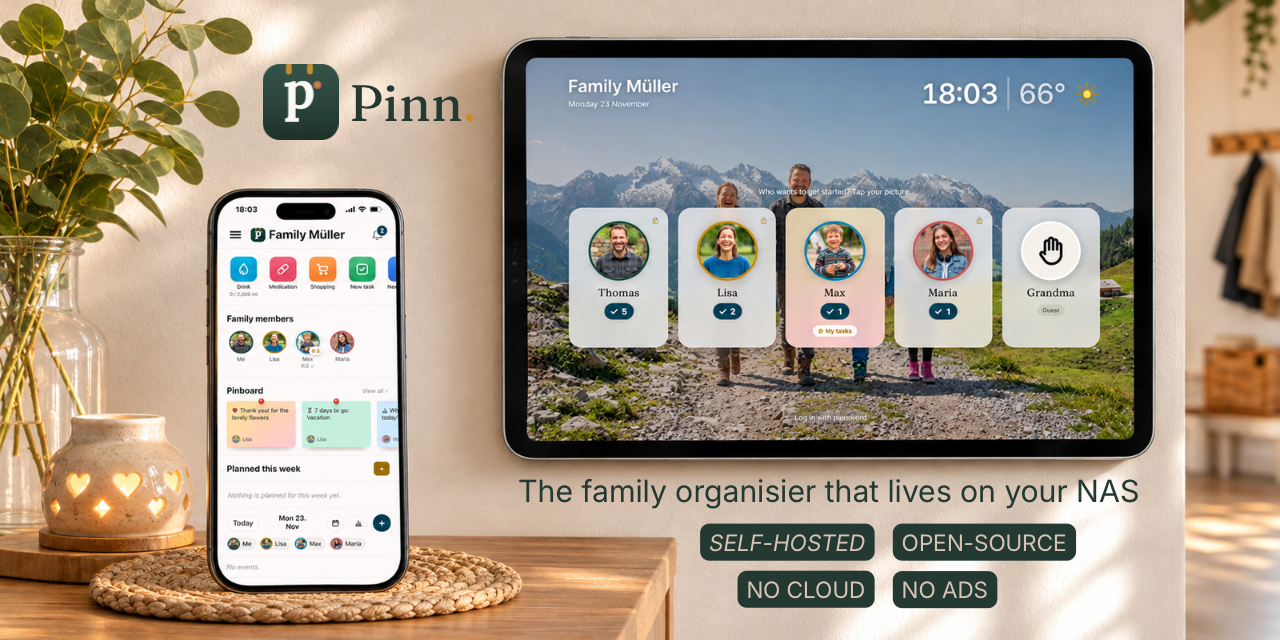 p
Pinn.
18:03
p Family Müller
2
Drink
0 / 2,000 ml
Medication
Shopping
New task
Family members
Me
Lisa
Max
0/2 ✓
Maria
Pinboard
View all ›
Thank you! for the
lovely flowers
Lisa
7 days to go:
Vacation
Lisa
today
Planned this week
+
Nothing is planned for this week yet.
Today
Mon 23.
Nov
+
Me
Lisa
Max
Maria
No events.
Family Müller
Monday 23 November
18:03 | 66°
Who wants to get started? Tap your picture.
Thomas
✓ 5
Lisa
✓ 2
Max
✓ 1
My tasks
Maria
✓ 1
Grandma
Guest
Log in with password
The family organisier that lives on your NAS
SELF-HOSTED
OPEN-SOURCE
NO CLOUD
NO ADS